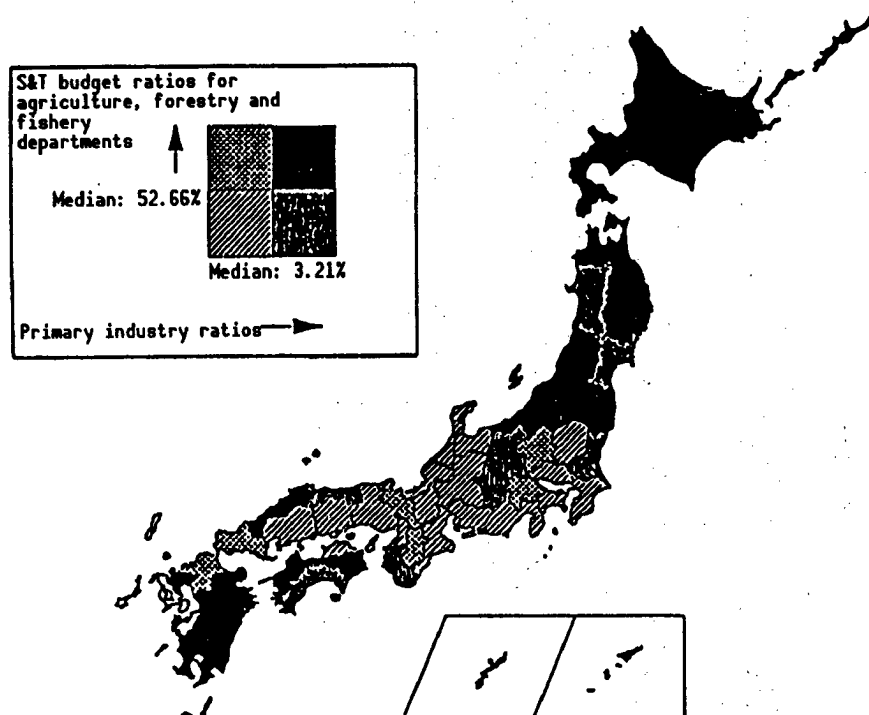 S&T budget ratios for
agriculture, forestry and
fishery
departments
Median: 52.66%
Median: 3.21%
Primary industry ratios